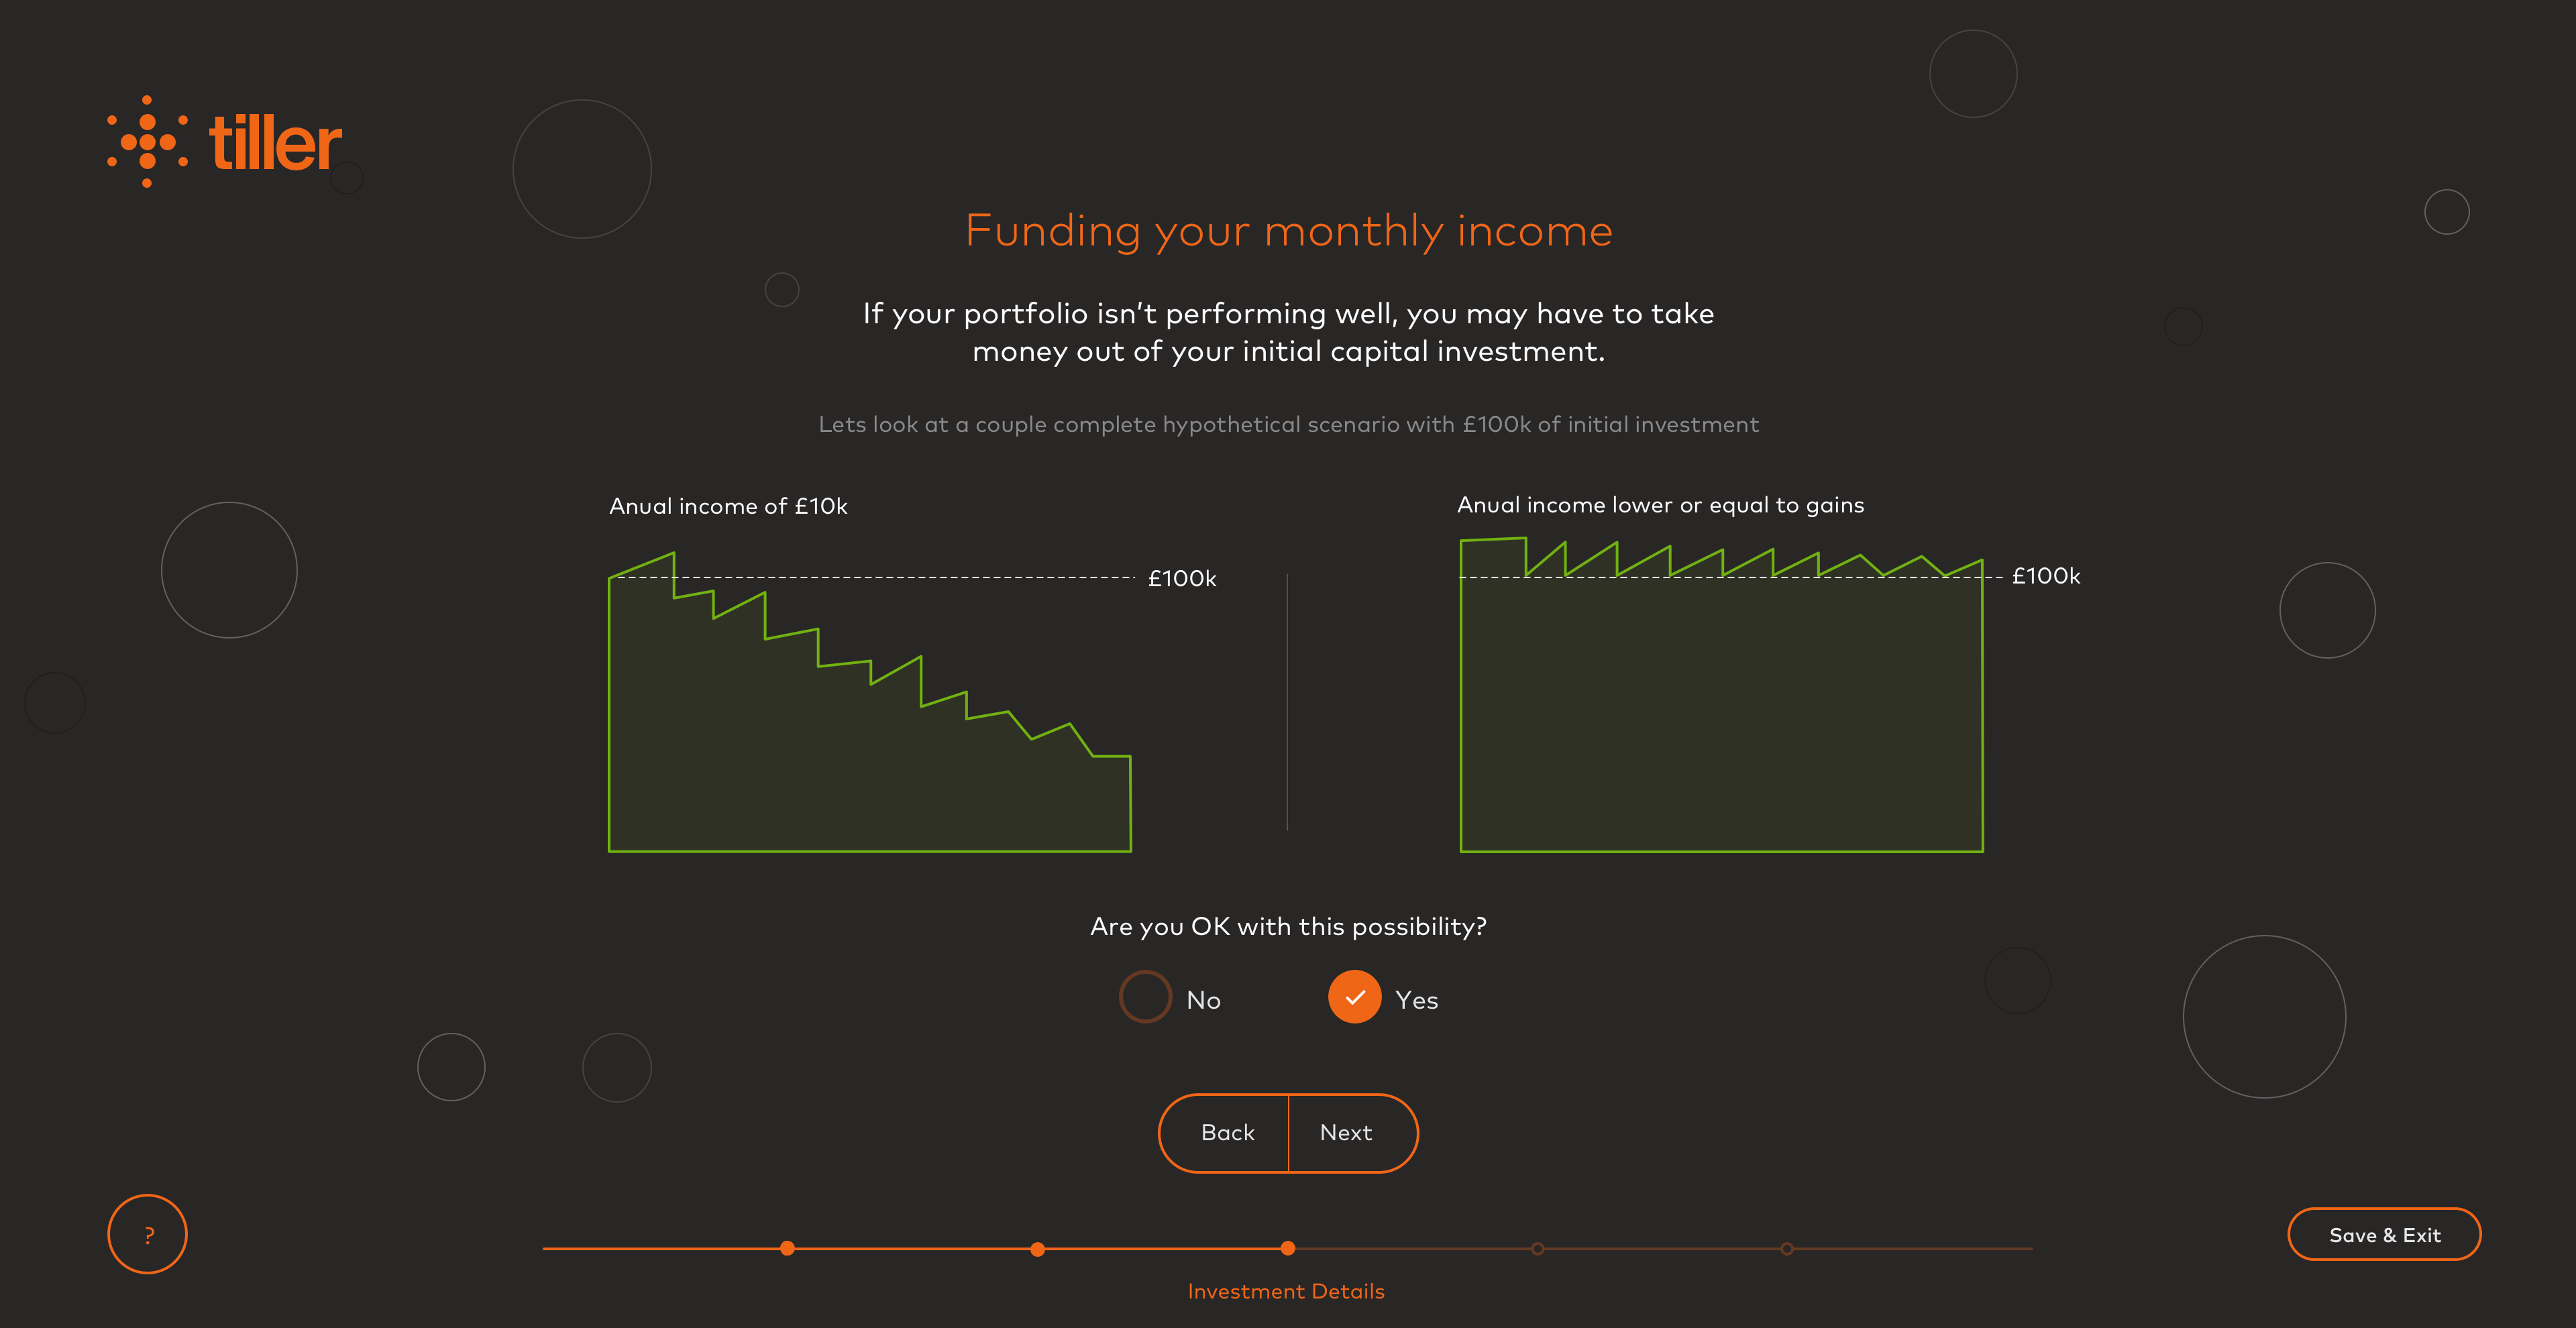 tiller
Funding your monthly income
If your portfolio isn’t performing well, you may have to take
money out of your initial capital investment.
Lets look at a couple complete hypothetical scenario with £100k of initial investment
Anual income of £10k
£100k
Anual income lower or equal to gains
£100k
Are you OK with this possibility?
No
Yes
Back
Next
?
Save & Exit
Investment Details